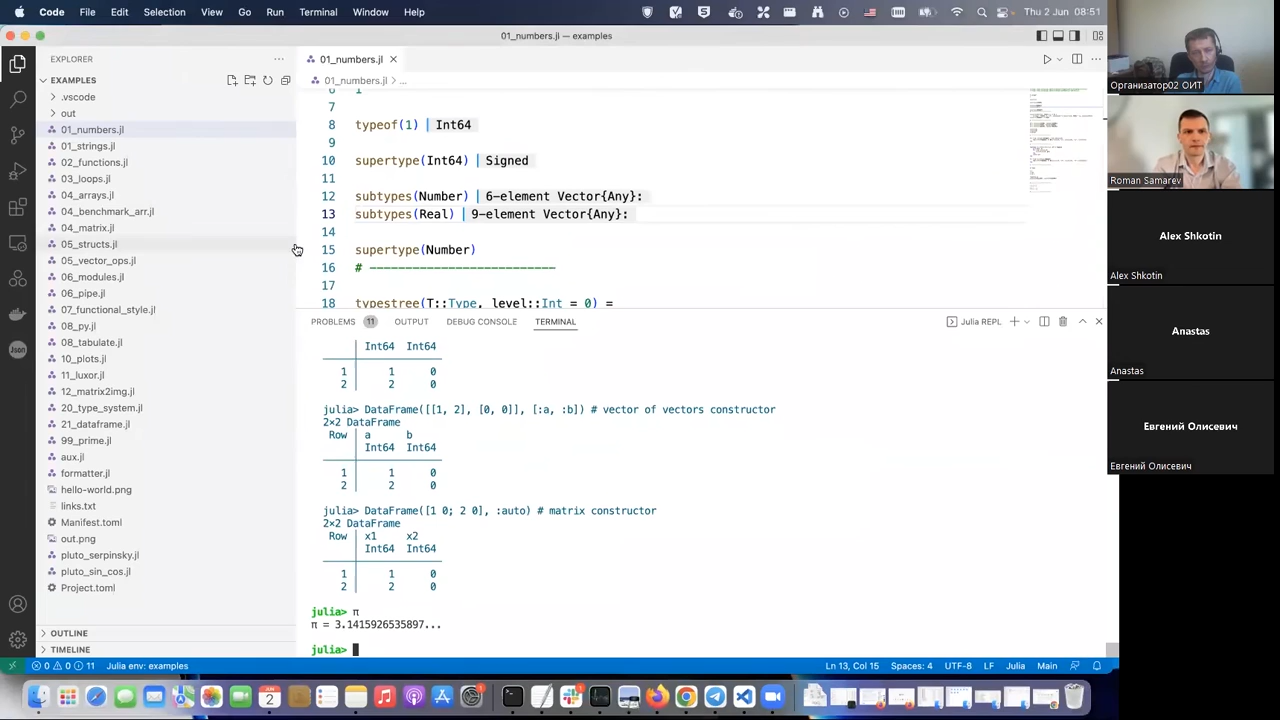 Code File Edit Selection View Go Run Terminal Window Help
Thu 2 Jun 08:51
01_numbers.jl — examples
EXPLORER
EXAMPLES
.vscode
out
01_numbers.jl
01_strings.jl
02_functions.jl
03_loops.jl
04_arrays.jl
04_benchmark_arr.jl
04_matrix.jl
05_structs.jl
05_vector_ops.jl
06_modules.jl
06_pipe.jl
07_functional_style.jl
08_py.jl
08_tabulate.jl
10_plots.jl
11_luxor.jl
12_matrix2img.jl
20_type_system.jl
21_dataframe.jl
99_prime.jl
aux.jl
formatter.jl
hello-world.png
links.txt
Manifest.toml
out.png
pluto_serpinsky.jl
pluto_sin_cos.jl
Project.toml
OUTLINE
TIMELINE
01_numbers.jl
01_numbers.jl > ...
6 1
7
8 typeof(1) Int64
9
10 supertype(Int64) Signed
11
12 subtypes(Number) 6-element Vector{Any}:
13 subtypes(Real) 9-element Vector{Any}:
14
15 supertype(Number)
16 # --------------------------
17
18 typestree(T::Type, level::Int = 0) =
PROBLEMS 11 OUTPUT DEBUG CONSOLE TERMINAL
Julia REPL
Int64 Int64
1 1 0
2 2 0
julia> DataFrame([[1, 2], [0, 0]], [:a, :b]) # vector of vectors constructor
2×2 DataFrame
Row a b
Int64 Int64
1 1 0
2 2 0
julia> DataFrame([1 0; 2 0], :auto) # matrix constructor
2×2 DataFrame
Row x1 x2
Int64 Int64
1 1 0
2 2 0
julia> π
π = 3.1415926535897...
julia>
0 0 11 Julia env: examples
Ln 13, Col 15 Spaces: 4 UTF-8 LF Julia Main
Организатор02 ОИТ
Roman Samarev
Alex Shkotin
Alex Shkotin
Anastas
Anastas
Евгений Олисевич
Евгений Олисевич